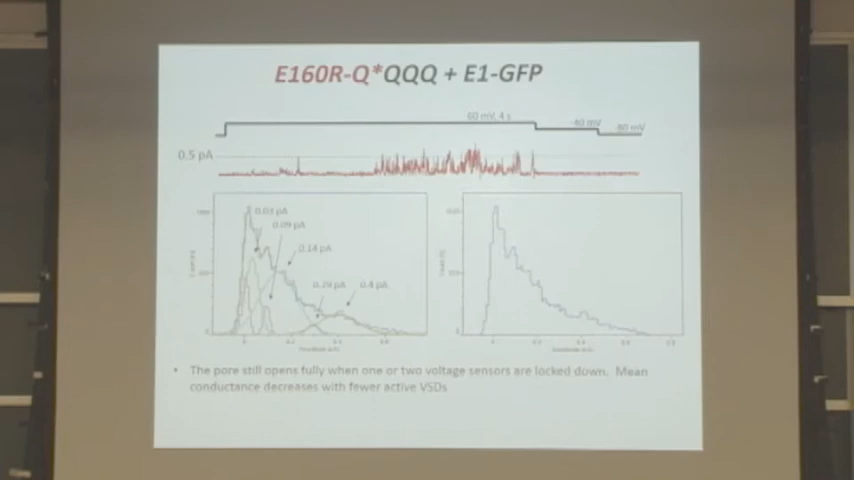 E160R-Q*QQQ + E1-GFP
60 mV, 4 s
-40 mV
-80 mV
0.5 pA
0.03 pA
0.09 pA
0.14 pA
0.29 pA
0.4 pA
• The pore still opens fully when one or two voltage sensors are locked down. Mean
conductance decreases with fewer active VSDs